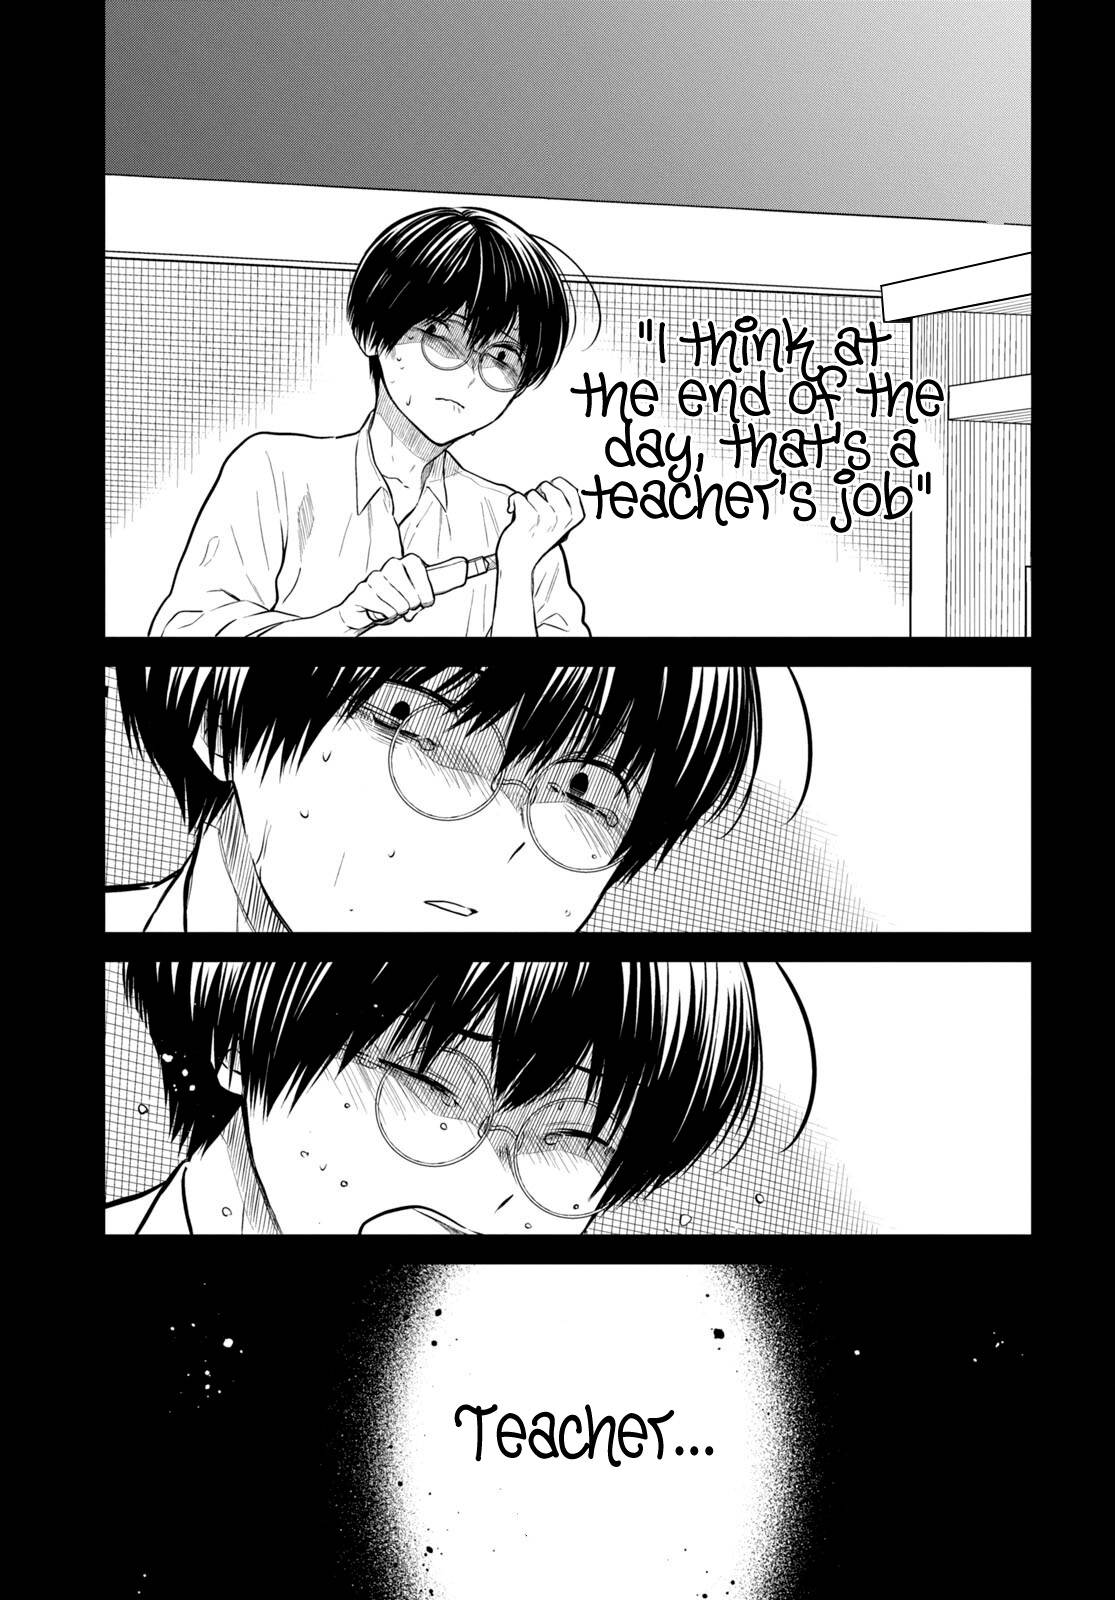 "I think at
the end of the
day, that's a
teacher's job"
Teacher...